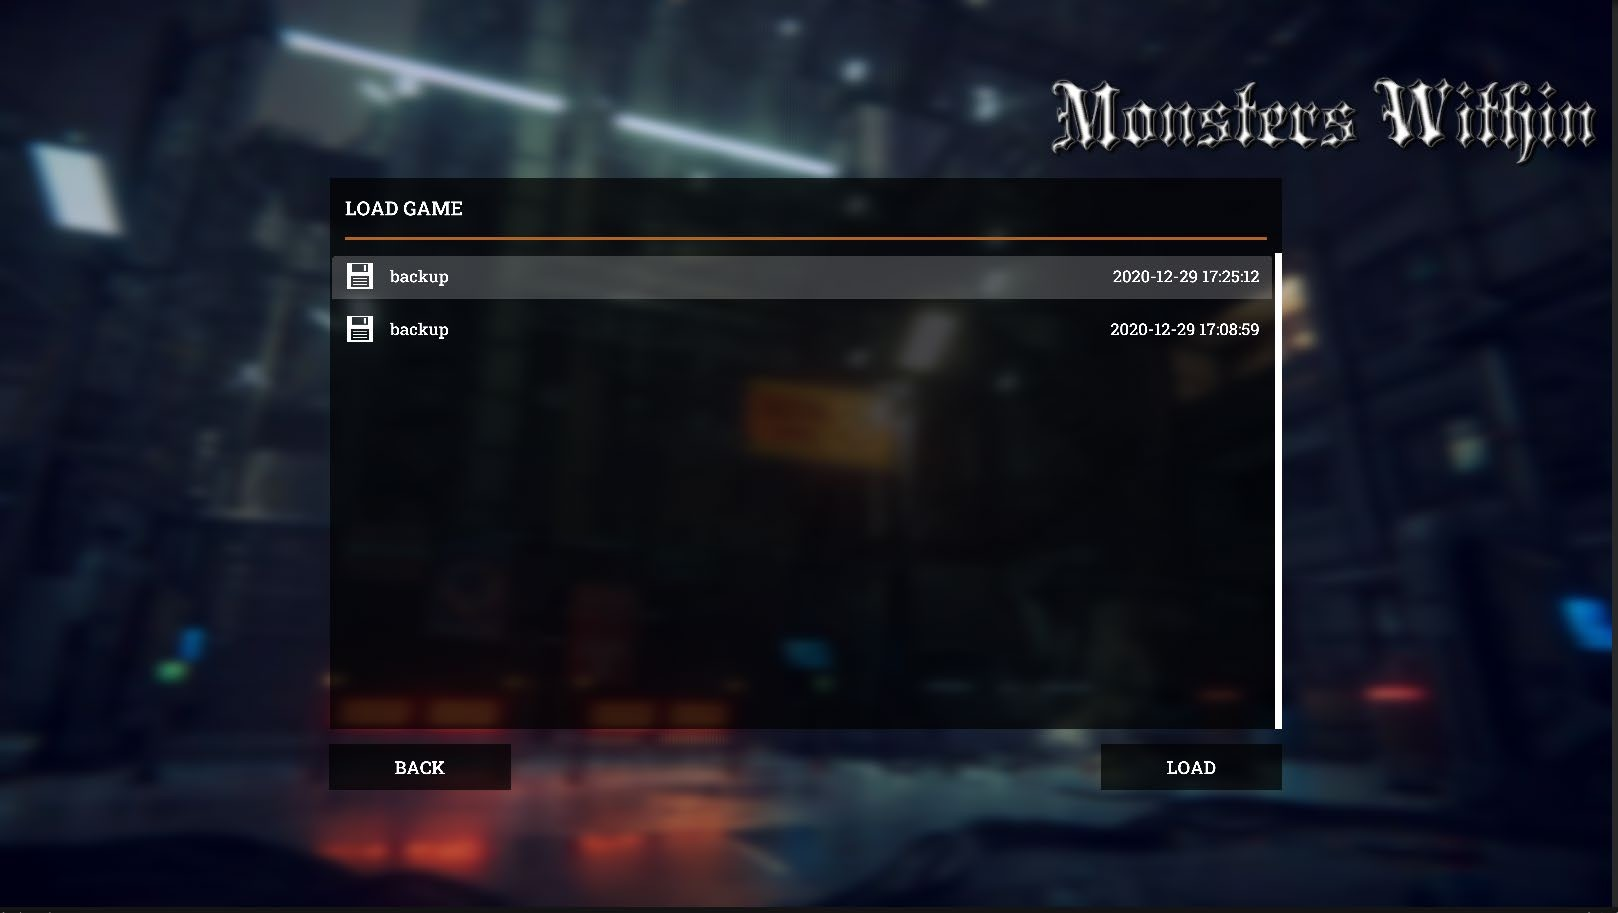 Monsters Within
LOAD GAME
backup 2020-12-29 17:25:12
backup 2020-12-29 17:08:59
BACK LOAD